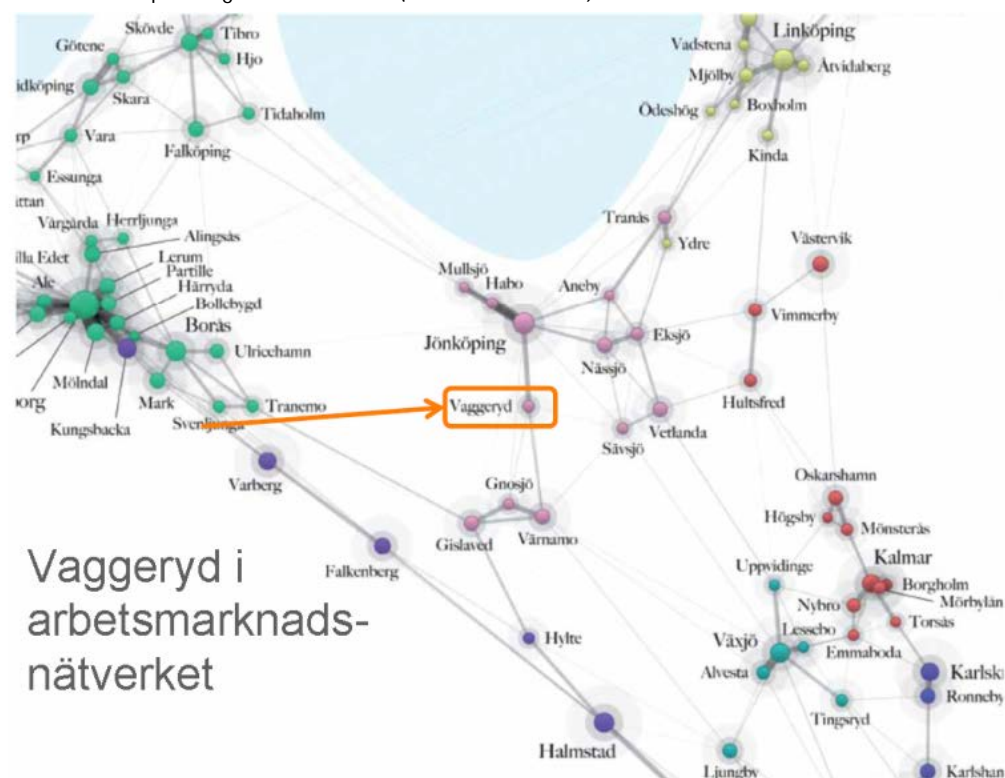 Skövde
Tibro
Götene
Hjo
Skara
Tidaholm
Vara
Falköping
Essunga
Vadstena
Linköping
Mjölby
Åtvidaberg
Ödeshög
Boxholm
Kinda
Vårgårda Herrljunga
Alingsås
Ale
Lerum
Partille
Härryda
Bollebygd
Borås
Ulricehamn
Mölndal
Mark
Tranemo
Kungsbacka
Svenljunga
Varberg
Tranås
Ydre
Västervik
Mullsjö
Habo
Aneby
Vimmerby
Jönköping
Eksjö
Nässjö
Vaggeryd
Hultsfred
Vetlanda
Sävsjö
Gnosjö
Gislaved
Värnamo
Falkenberg
Oskarshamn
Högsby
Mönsterås
Kalmar
Uppvidinge
Borgholm
Nybro
Torsås
Växjö
Lessebo
Emmaboda
Alvesta
Ronneby
Tingsryd
Hylte
Halmstad
Ljungby
Vaggeryd i
arbetsmarknads-
nätverket